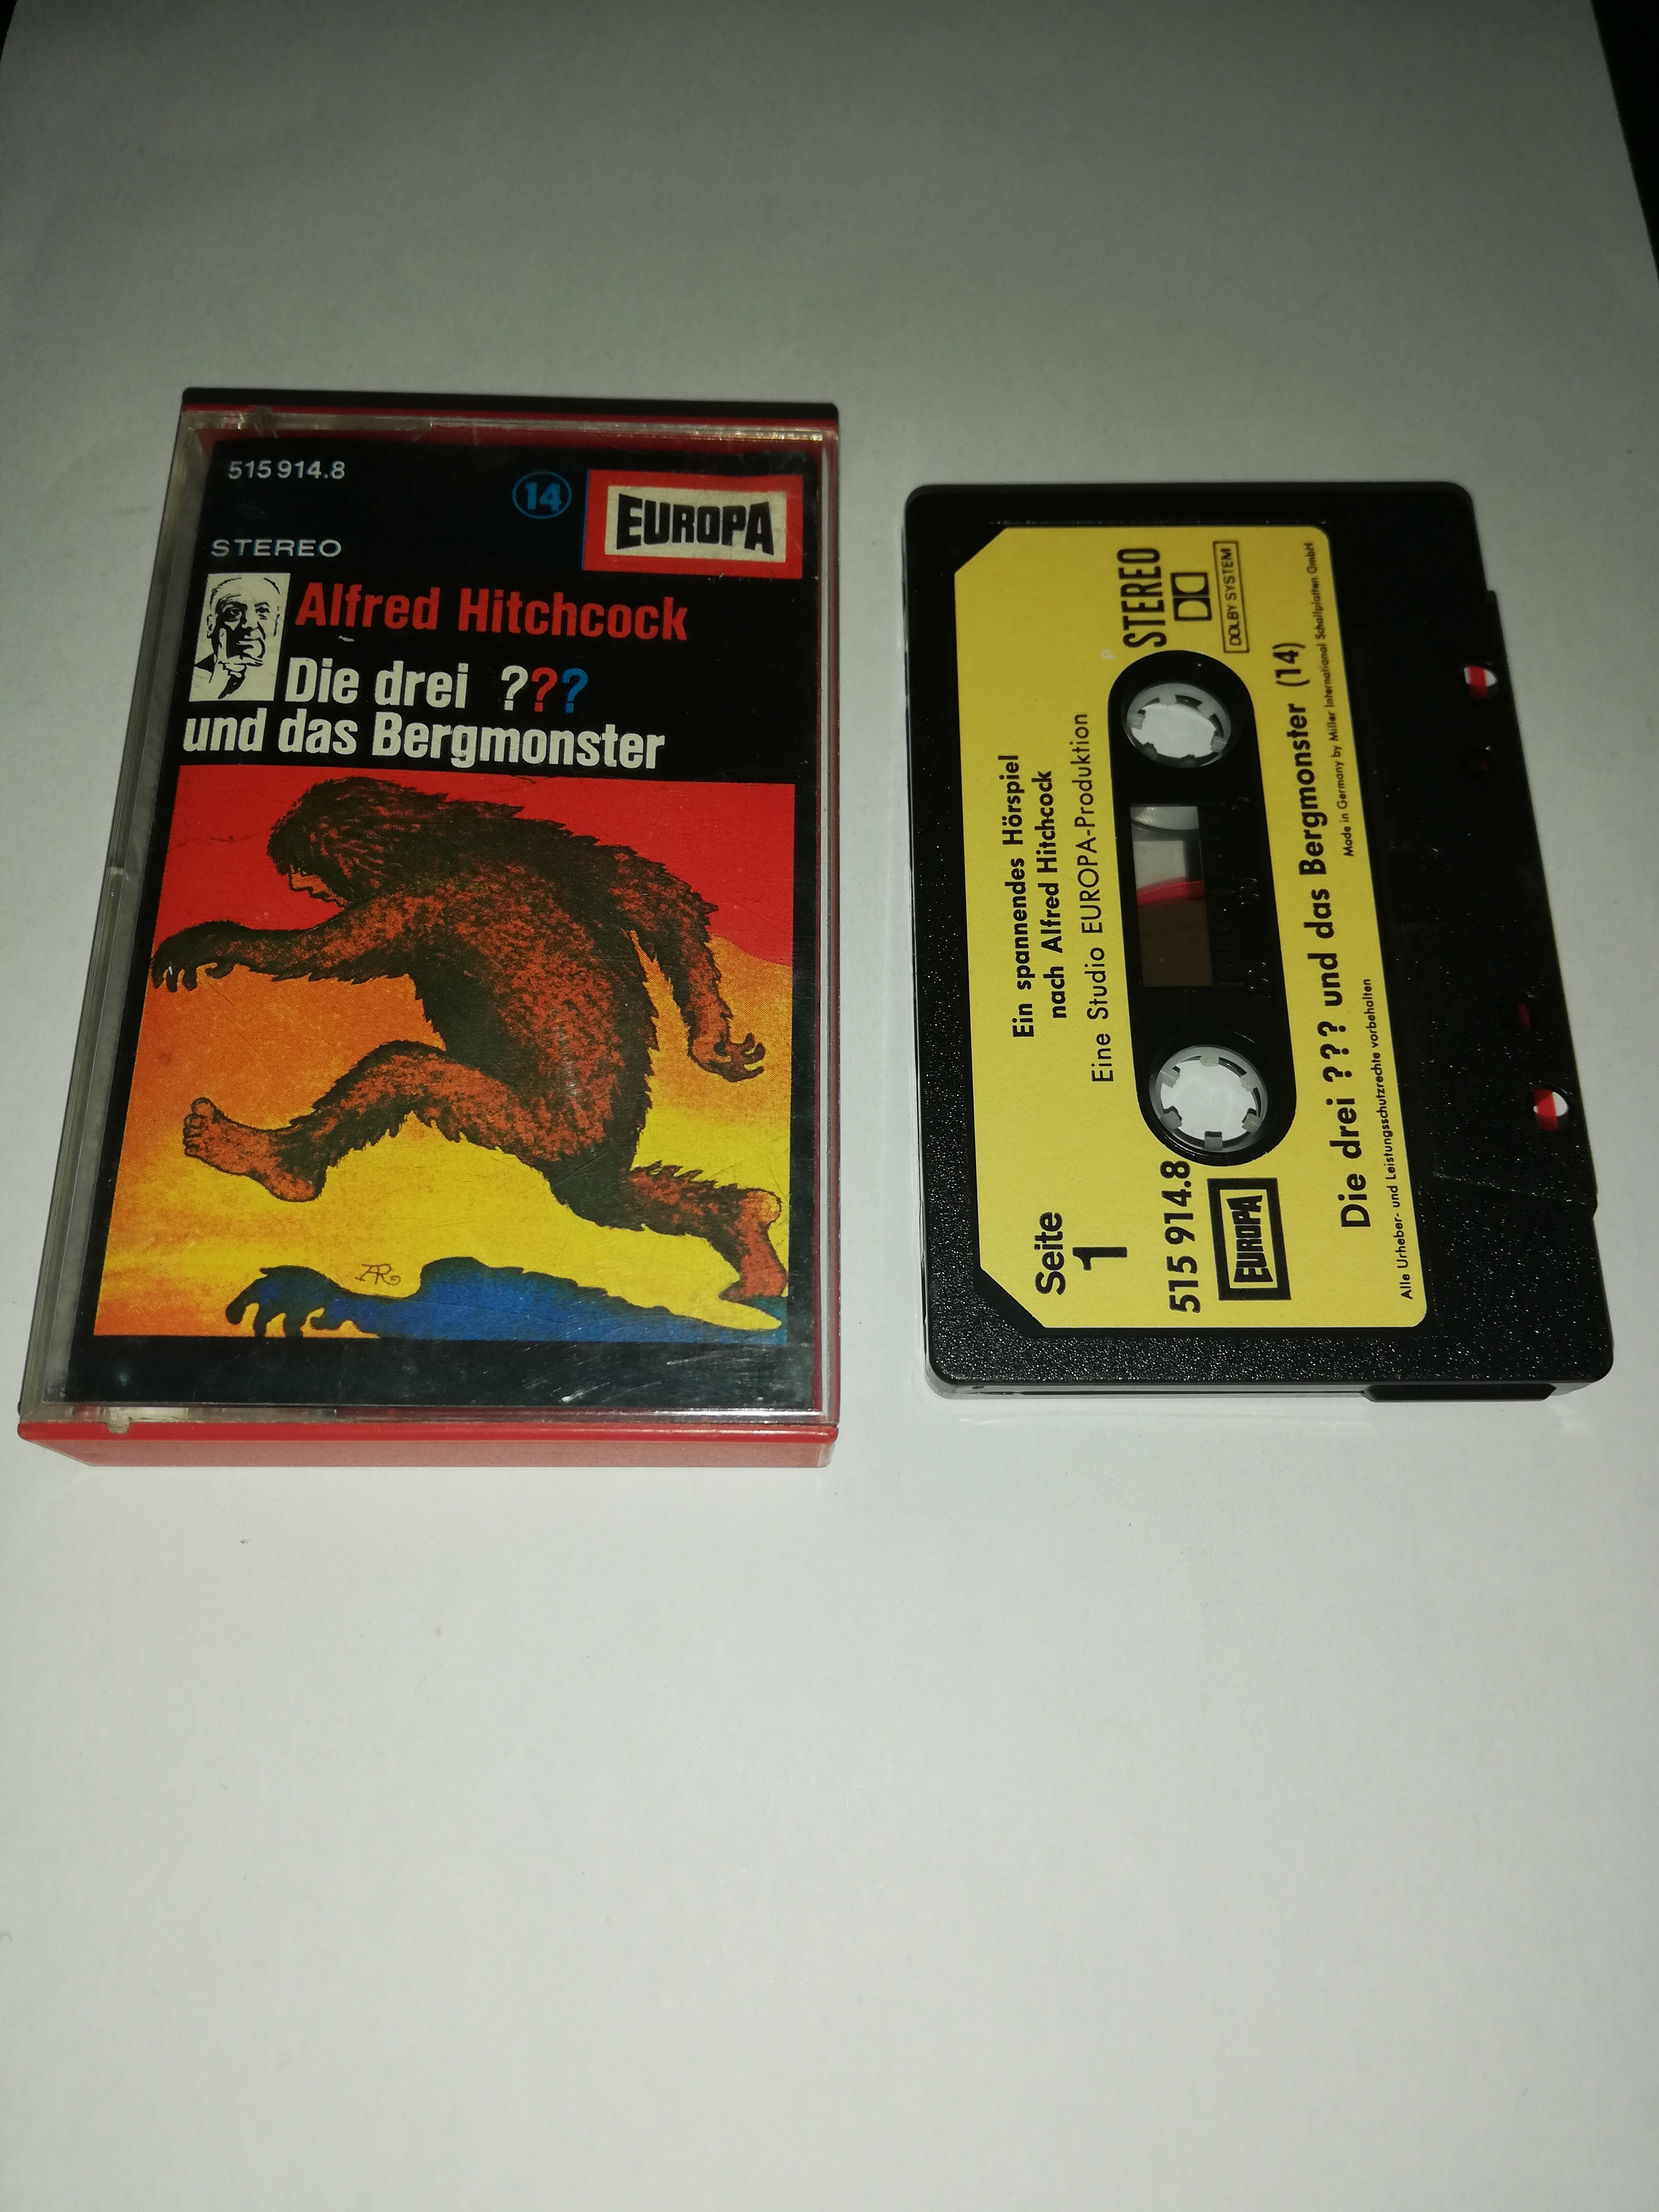 515 914.8
14
EUROPA
STEREO
Alfred Hitchcock
Die drei ???
und das Bergmonster
AR
Ein spannendes Hörspiel
nach Alfred Hitchcock
Eine Studio EUROPA-Produktion
Seite
1
STEREO
DOLBY SYSTEM
515 914.8
EUROPA
Die drei ? ? ? und das Bergmonster (14)
Made in Germany by Miller International Schallplatten GmbH
Alle Urheber- und Leistungsschutzrechte vorbehalten